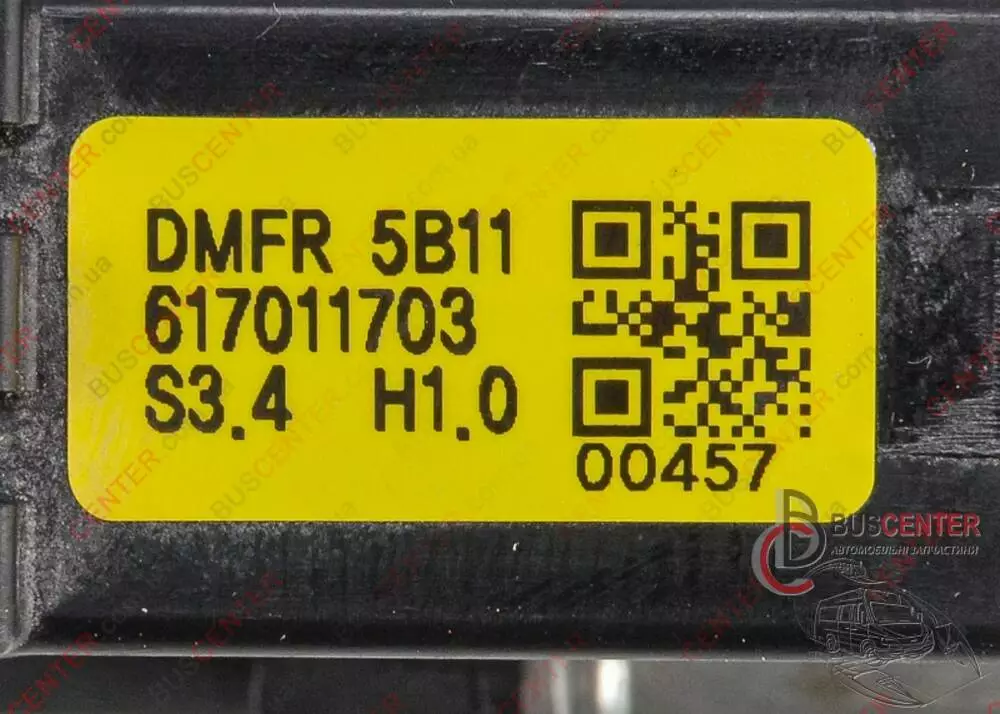 DMFR 5B11
617011703
S3.4 H1.0
00457
BUSCENTER
АВТОМОБІЛЬНІ ЗАПЧАСТИНИ